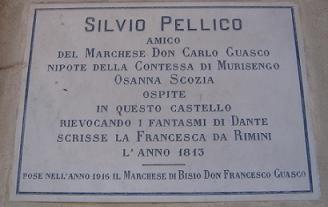 SILVIO PELLICO
AMICO
DEL MARCHESE DON CARLO GUASCO
NIPOTE DELLA CONTESSA DI MURISENGO
OSANNA SCOZIA
OSPITE
IN QUESTO CASTELLO
RIEVOCANDO I FANTASMI DI DANTE
SCRISSE LA FRANCESCA DA RIMINI
L'ANNO 1813
POSE NELL'ANNO 1916 IL MARCHESE DI BISIO DON FRANCESCO GUASCO